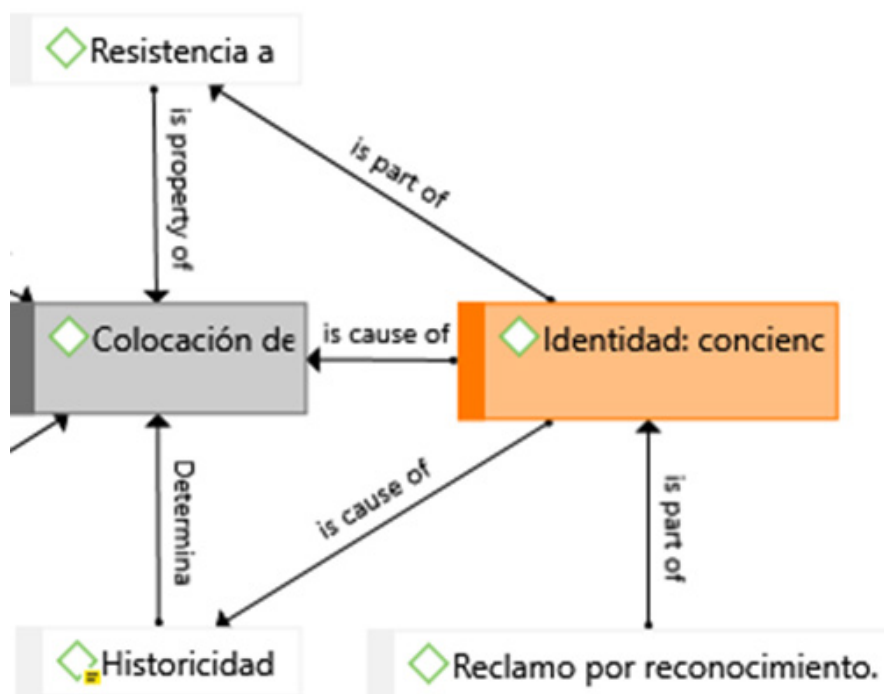 Resistencia a
is property of
is part of
Colocación de
is cause of
Identidad: concienc
Determina
is cause of
is part of
Historicidad
Reclamo por reconocimiento.